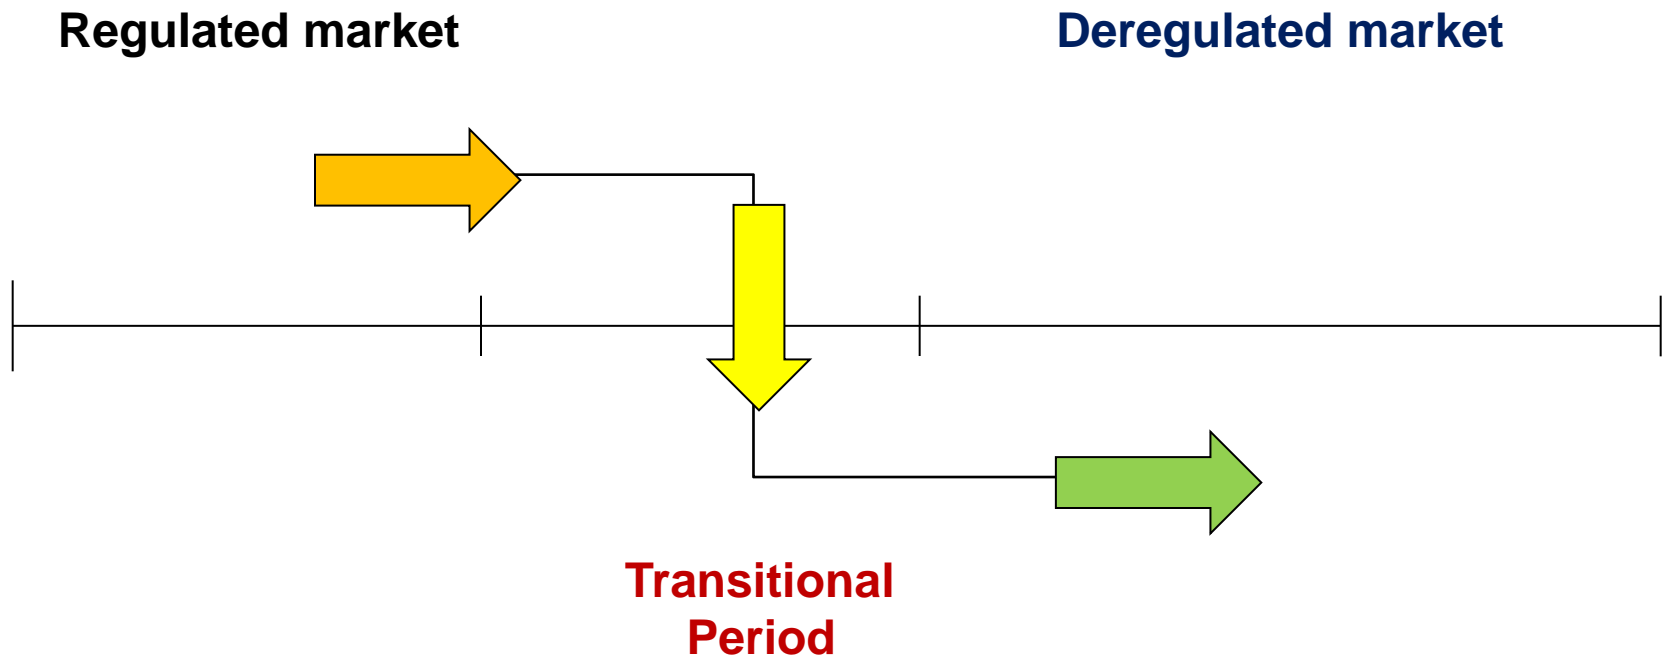 Regulated market
Deregulated market
Transitional
Period